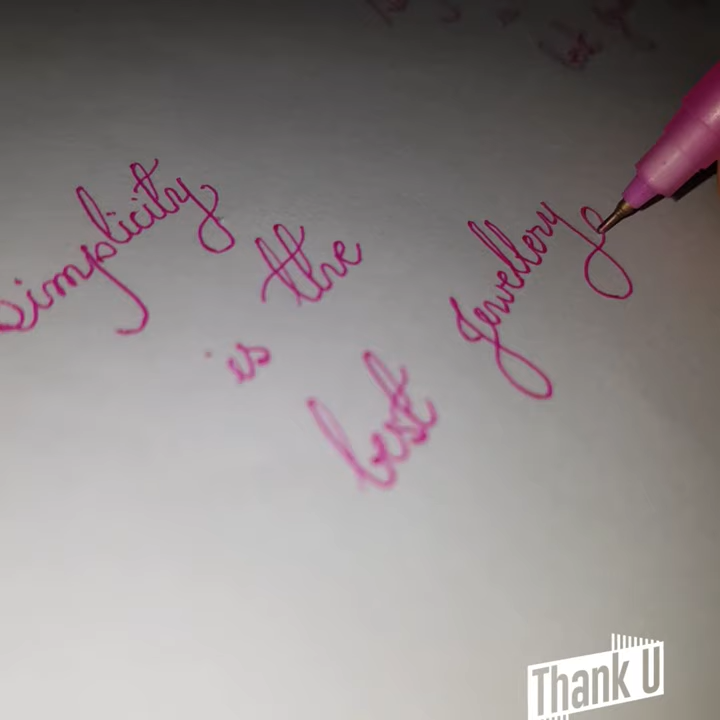 simplicity
is the
best Jewellery
Thank U